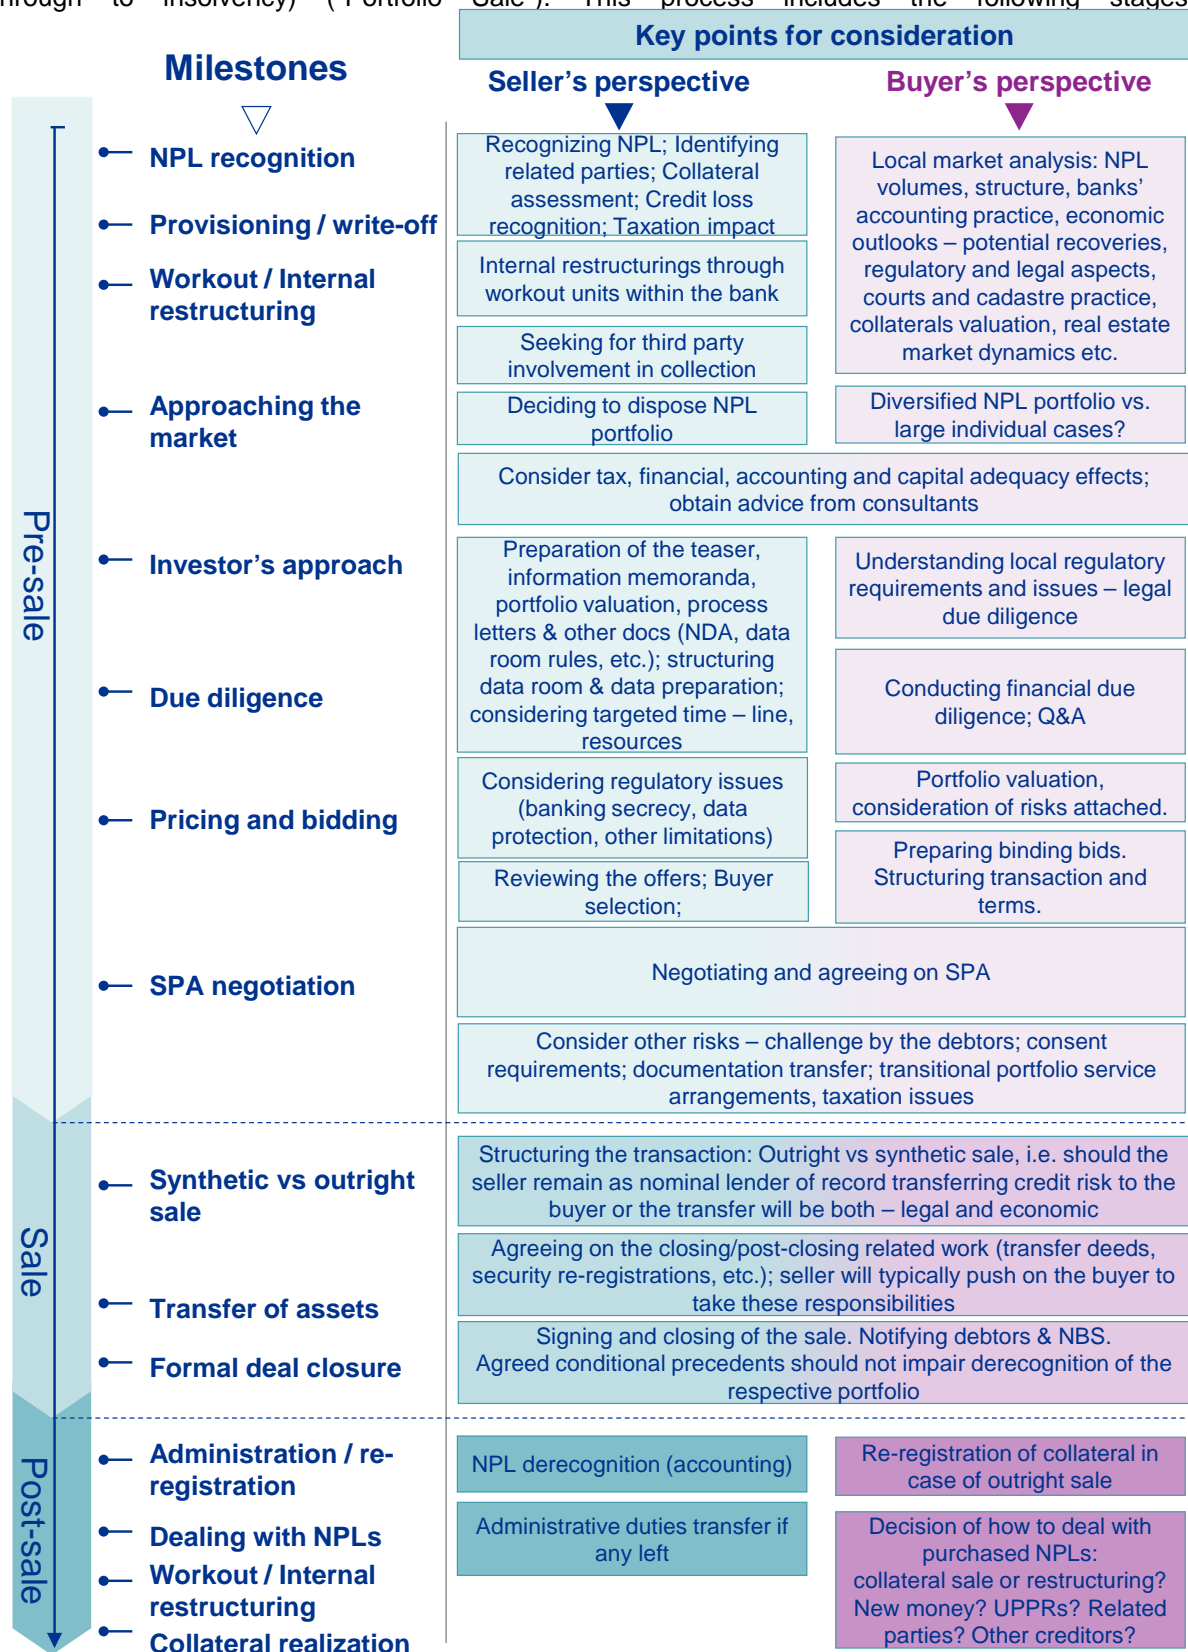 through to insolvency) ("Portfolio Sale"). This process includes the following stages
Key points for consideration
Milestones
Seller's perspective
Buyer's perspective
Pre-sale
NPL recognition
Provisioning / write-off
Workout / Internal
restructuring
Approaching the
market
Investor's approach
Due diligence
Pricing and bidding
SPA negotiation
Recognizing NPL; Identifying
related parties; Collateral
assessment; Credit loss
recognition; Taxation impact
Internal restructurings through
workout units within the bank
Seeking for third party
involvement in collection
Deciding to dispose NPL
portfolio
Local market analysis: NPL
volumes, structure, banks'
accounting practice, economic
outlooks – potential recoveries,
regulatory and legal aspects,
courts and cadastre practice,
collaterals valuation, real estate
market dynamics etc.
Diversified NPL portfolio vs.
large individual cases?
Consider tax, financial, accounting and capital adequacy effects;
obtain advice from consultants
Preparation of the teaser,
information memoranda,
portfolio valuation, process
letters & other docs (NDA, data
room rules, etc.); structuring
data room & data preparation;
considering targeted time – line,
resources
Considering regulatory issues
(banking secrecy, data
protection, other limitations)
Reviewing the offers; Buyer
selection;
Understanding local regulatory
requirements and issues – legal
due diligence
Conducting financial due
diligence; Q&A
Portfolio valuation,
consideration of risks attached.
Preparing binding bids.
Structuring transaction and
terms.
Negotiating and agreeing on SPA
Consider other risks – challenge by the debtors; consent
requirements; documentation transfer; transitional portfolio service
arrangements, taxation issues
Sale
Synthetic vs outright
sale
Transfer of assets
Formal deal closure
Structuring the transaction: Outright vs synthetic sale, i.e. should the
seller remain as nominal lender of record transferring credit risk to the
buyer or the transfer will be both – legal and economic
Agreeing on the closing/post-closing related work (transfer deeds,
security re-registrations, etc.); seller will typically push on the buyer to
take these responsibilities
Signing and closing of the sale. Notifying debtors & NBS.
Agreed conditional precedents should not impair derecognition of the
respective portfolio
Post-sale
Administration / re-
registration
Dealing with NPLs
Workout / Internal
restructuring
Collateral realization
NPL derecognition (accounting)
Administrative duties transfer if
any left
Re-registration of collateral in
case of outright sale
Decision of how to deal with
purchased NPLs:
collateral sale or restructuring?
New money? UPPRs? Related
parties? Other creditors?